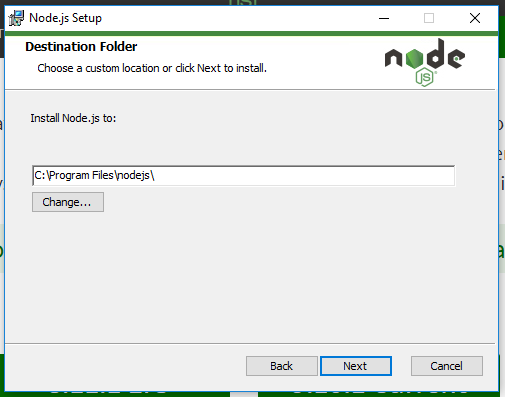 Node.js Setup
Destination Folder
Choose a custom location or click Next to install.
node
JS
Install Node.js to:
C:\Program Files\nodejs\
Change...
Back
Next
Cancel